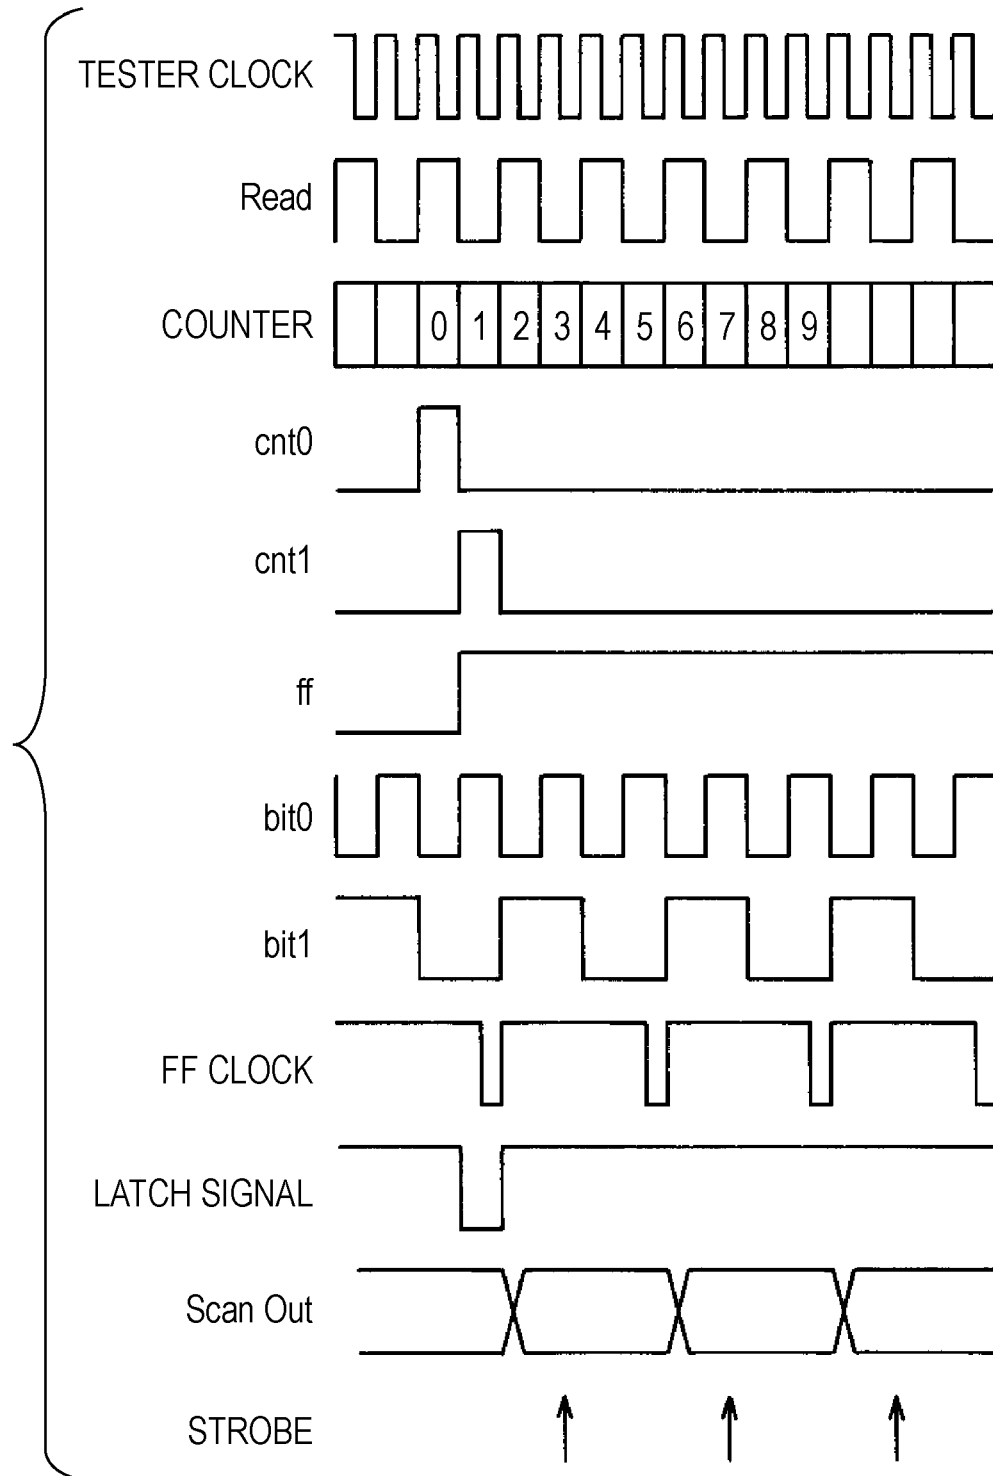 TESTER CLOCK
Read
COUNTER 0 1 2 3 4 5 6 7 8 9
cnt0
cnt1
ff
bit0
bit1
FF CLOCK
LATCH SIGNAL
Scan Out
STROBE